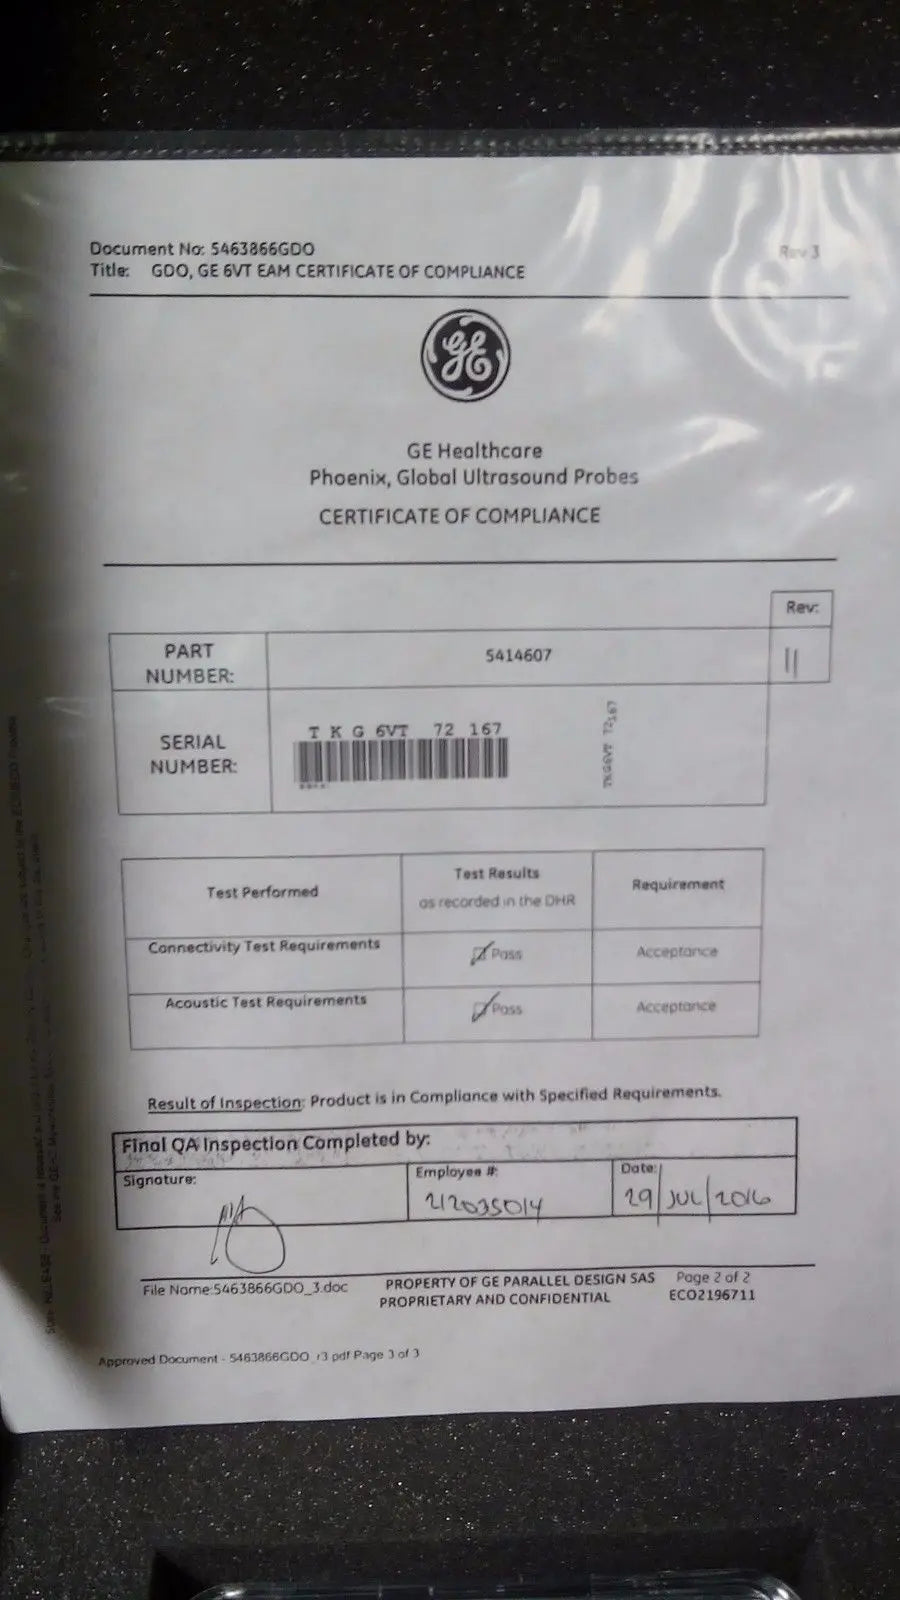 Document No: 5463866GDO
Rev 3
Title: GDO, GE 6VT EAM CERTIFICATE OF COMPLIANCE
GE
GE Healthcare
Phoenix, Global Ultrasound Probes
CERTIFICATE OF COMPLIANCE
Rev:
PART NUMBER: 5414607 11
SERIAL NUMBER:
T K G 6VT 72 167
TKG6VT 72167
Test Performed
Test Results
as recorded in the DHR
Requirement
Connectivity Test Requirements Pass Acceptance
Acoustic Test Requirements Pass Acceptance
Result of Inspection: Product is in Compliance with Specified Requirements.
Final QA Inspection Completed by:
Signature:
Employee #:
212035014
Date:
29/JUL/2016
File Name:5463866GDO_3.doc
PROPERTY OF GE PARALLEL DESIGN SAS
PROPRIETARY AND CONFIDENTIAL
Page 2 of 2
ECO2196711
Approved Document - 5463866GDO_r3 pdf Page 3 of 3